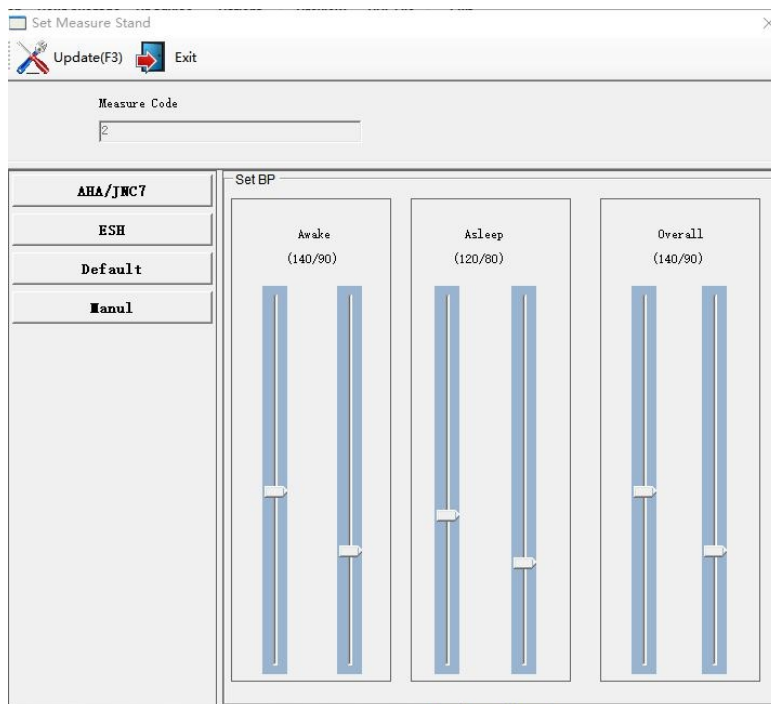 Set Measure Stand
Update(F3) Exit
Measure Code
2
AHA/JNC7
ESH
Default
Manul
Set BP
Awake
(140/90)
Asleep
(120/80)
Overall
(140/90)